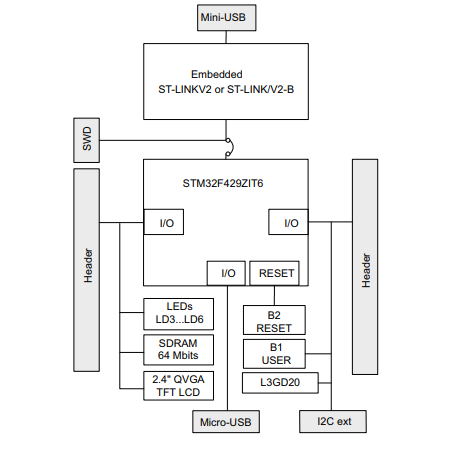 Mini-USB
Embedded
ST-LINKV2 or ST-LINK/V2-B
SWD
STM32F429ZIT6
I/O
I/O
Header
Header
I/O
RESET
LEDs
LD3...LD6
B2
RESET
SDRAM
64 Mbits
B1
USER
2.4" QVGA
TFT LCD
L3GD20
Micro-USB
I2C ext